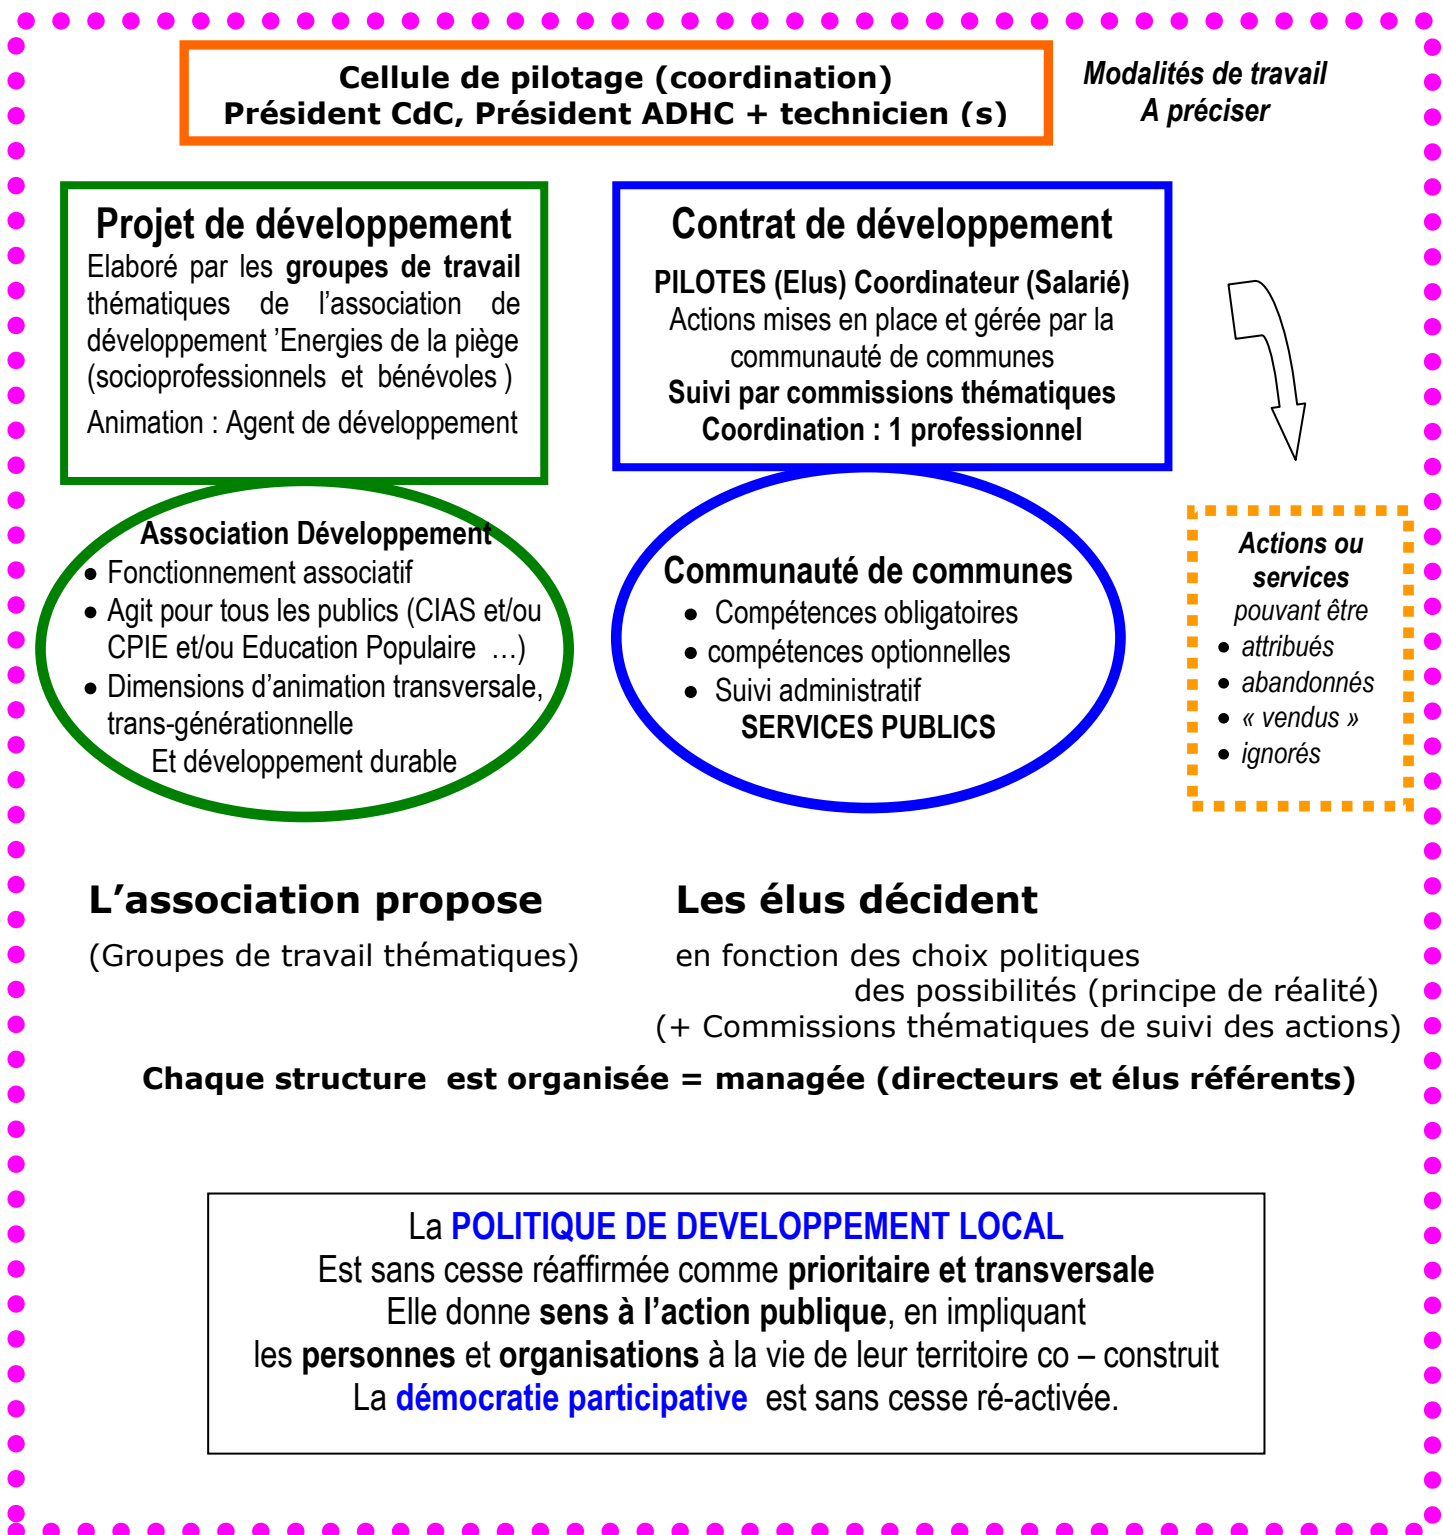 Cellule de pilotage (coordination)
Président CdC, Président ADHC + technicien (s)
Modalités de travail
A préciser
Projet de développement
Elaboré par les groupes de travail
thématiques de l’association de
développement ’Energies de la piège
(socioprofessionnels et bénévoles )
Animation : Agent de développement
Contrat de développement
PILOTES (Elus) Coordinateur (Salarié)
Actions mises en place et gérée par la
communauté de communes
Suivi par commissions thématiques
Coordination : 1 professionnel
Association Développement
• Fonctionnement associatif
• Agit pour tous les publics (CIAS et/ou
CPIE et/ou Education Populaire …)
• Dimensions d’animation transversale,
trans-générationnelle
Et développement durable
Communauté de communes
• Compétences obligatoires
• compétences optionnelles
• Suivi administratif
SERVICES PUBLICS
Actions ou
services
pouvant être
• attribués
• abandonnés
• « vendus »
• ignorés
L’association propose
(Groupes de travail thématiques)
Les élus décident
en fonction des choix politiques
des possibilités (principe de réalité)
(+ Commissions thématiques de suivi des actions)
Chaque structure est organisée = managée (directeurs et élus référents)
La POLITIQUE DE DEVELOPPEMENT LOCAL
Est sans cesse réaffirmée comme prioritaire et transversale
Elle donne sens à l’action publique, en impliquant
les personnes et organisations à la vie de leur territoire co – construit
La démocratie participative est sans cesse ré-activée.